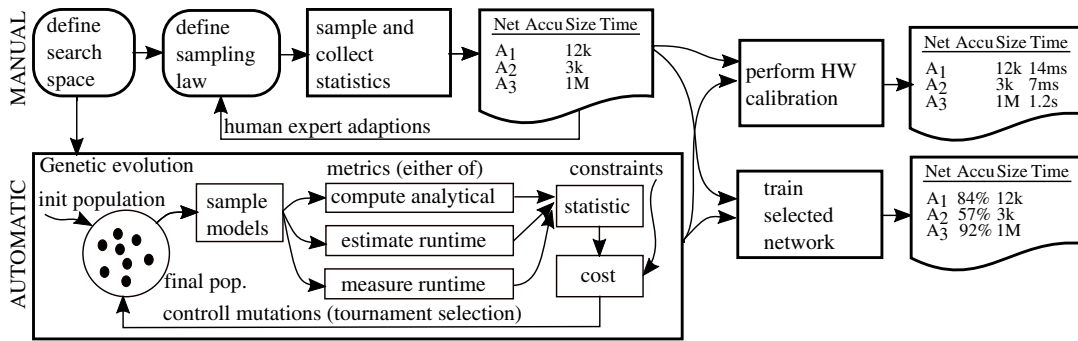 MANUAL
define
search
space
define
sampling
law
sample and
collect
statistics
Net Accu Size Time
A1 12k
A2 3k
A3 1M
human expert adaptions
perform HW
calibration
Net Accu Size Time
A1 12k 14ms
A2 3k 7ms
A3 1M 1.2s
AUTOMATIC
Genetic evolution
init population
final pop.
sample
models
metrics (either of)
compute analytical
estimate runtime
measure runtime
constraints
statistic
cost
controll mutations (tournament selection)
train
selected
network
Net Accu Size Time
A1 84% 12k
A2 57% 3k
A3 92% 1M